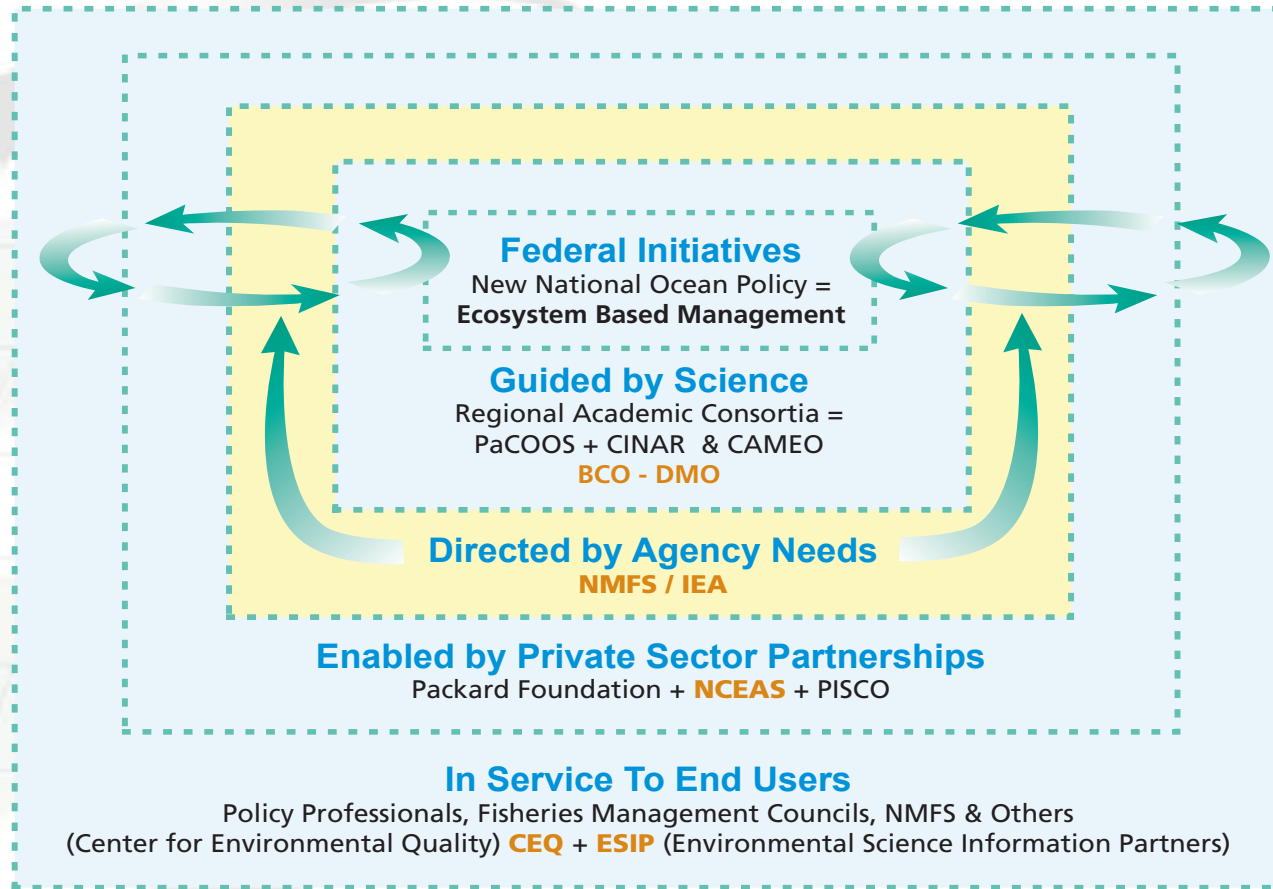 Federal Initiatives
New National Ocean Policy =
Ecosystem Based Management
Guided by Science
Regional Academic Consortia =
PaCOOS + CINAR & CAMEO
BCO - DMO
Directed by Agency Needs
NMFS / IEA
Enabled by Private Sector Partnerships
Packard Foundation + NCEAS + PISCO
In Service To End Users
Policy Professionals, Fisheries Management Councils, NMFS & Others
(Center for Environmental Quality) CEQ + ESIP (Environmental Science Information Partners)